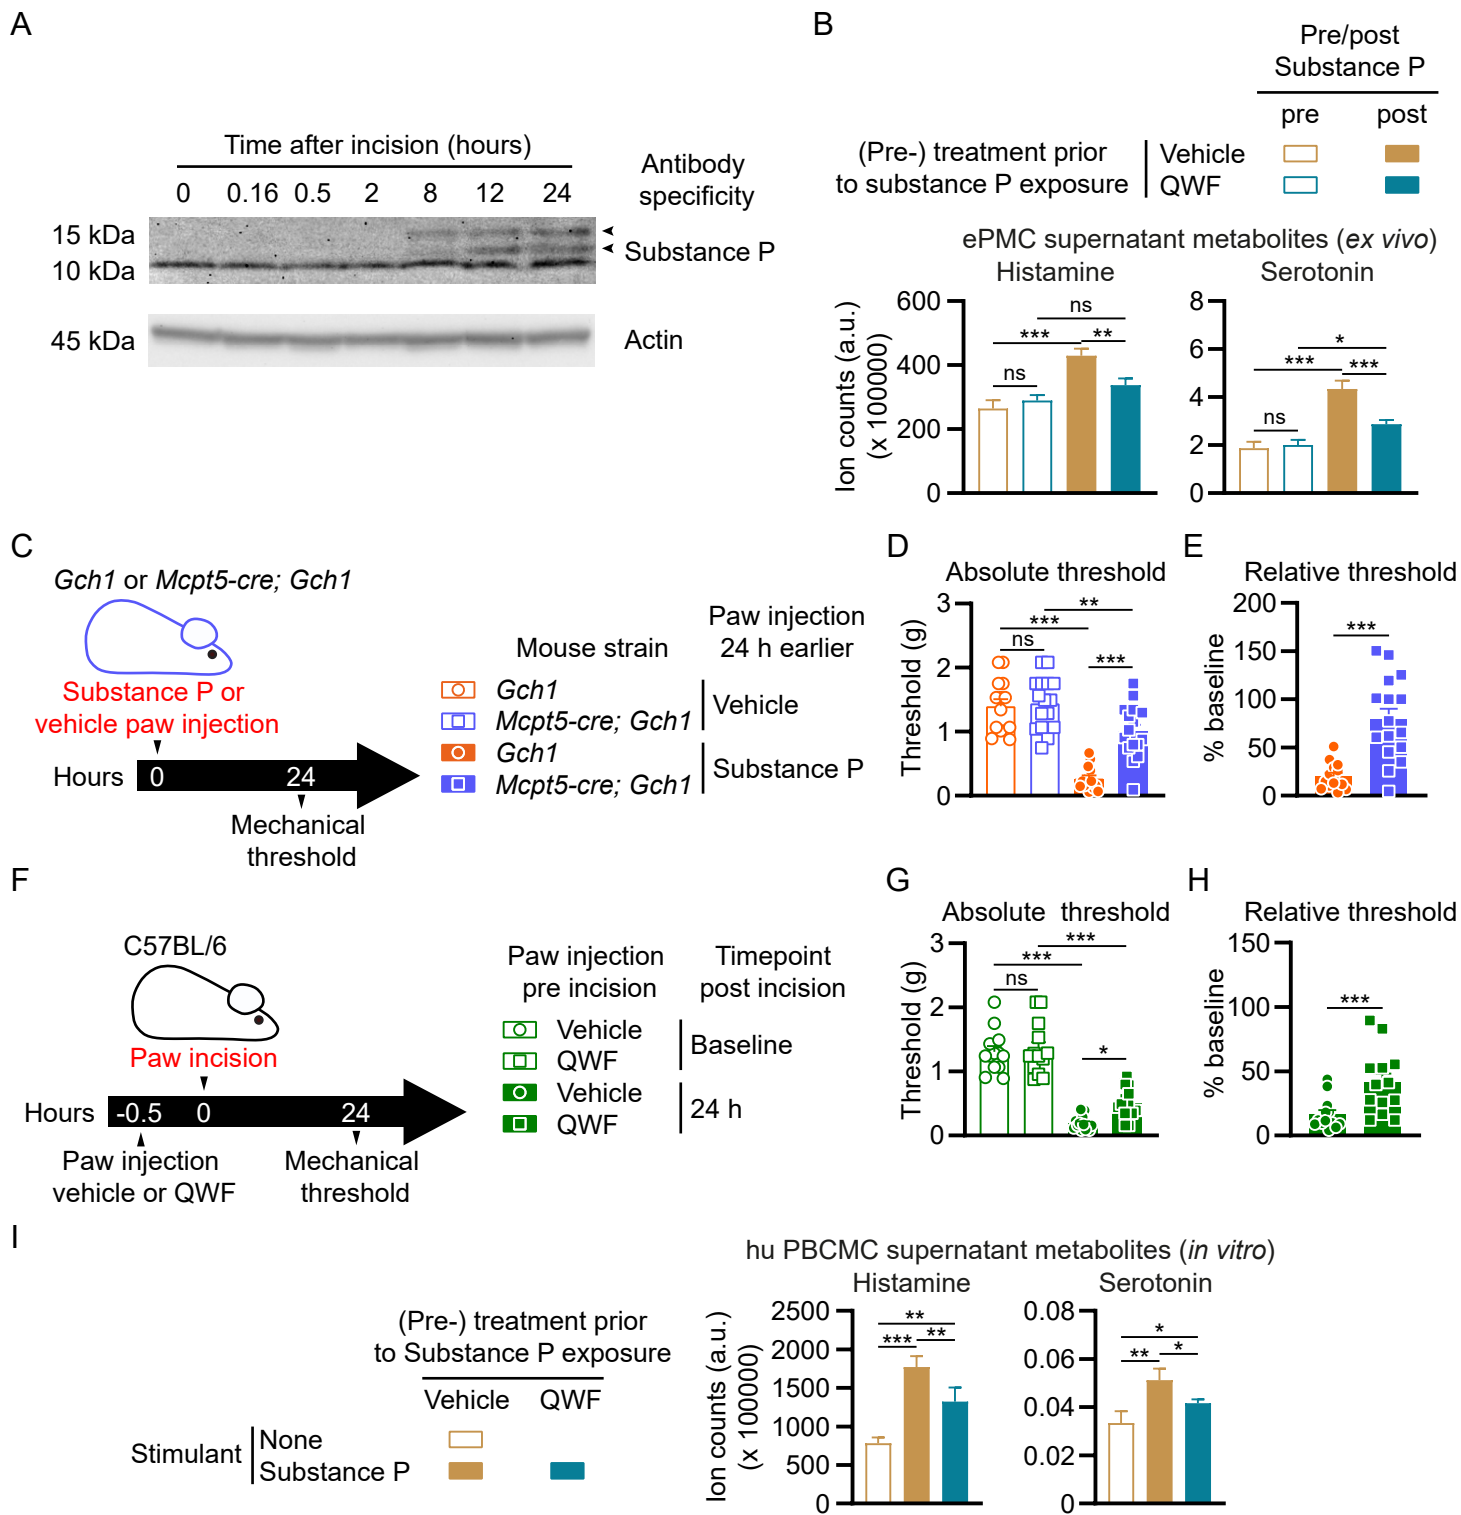 A
Time after incision (hours)
0 0.16 0.5 2 8 12 24
Antibody
specificity
15 kDa
10 kDa
Substance P
45 kDa
Actin
B
Pre/post
Substance P
pre post
(Pre-) treatment prior
to substance P exposure
Vehicle
QWF
ePMC supernatant metabolites (ex vivo)
Histamine
Ion counts (a.u.)
(x 100000)
600
400
200
0
ns
***
**
ns
Serotonin
8
6
4
2
0
*
***
***
ns
C
Gch1 or Mcpt5-cre; Gch1
Substance P or
vehicle paw injection
Hours 0 24
Mechanical
threshold
Mouse strain
Paw injection
24 h earlier
Gch1
Mcpt5-cre; Gch1
Vehicle
Gch1
Mcpt5-cre; Gch1
Substance P
D
Absolute threshold
Threshold (g)
3
2
1
0
**
***
ns
***
E
Relative threshold
% baseline
200
150
100
50
0
***
F
C57BL/6
Paw incision
Hours -0.5 0 24
Paw injection
vehicle or QWF
Mechanical
threshold
Paw injection
pre incision
Timepoint
post incision
Vehicle
QWF
Baseline
Vehicle
QWF
24 h
G
Absolute threshold
Threshold (g)
3
2
1
0
***
***
ns
*
H
Relative threshold
% baseline
150
100
50
0
***
I
(Pre-) treatment prior
to Substance P exposure
Vehicle QWF
Stimulant
None
Substance P
hu PBCMC supernatant metabolites (in vitro)
Histamine
Ion counts (a.u.)
(x 100000)
2500
2000
1500
1000
500
0
**
***
**
Serotonin
0.08
0.06
0.04
0.02
0
*
**
*